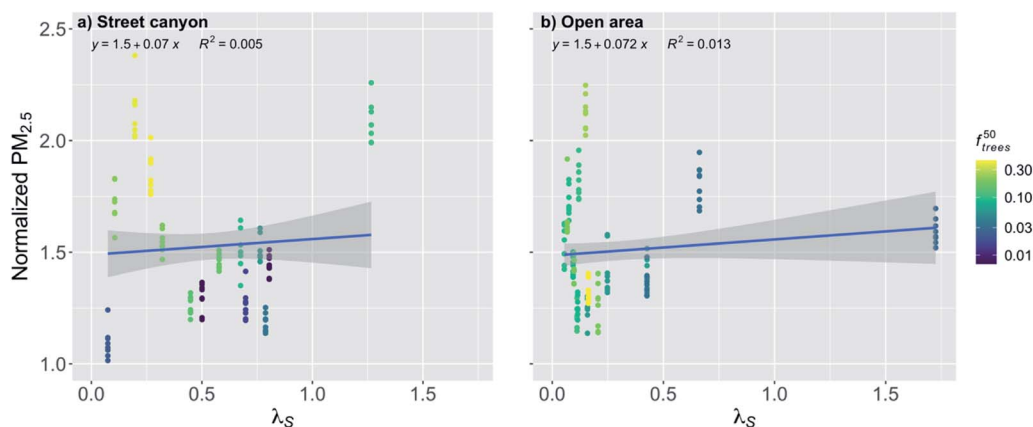 a) Street canyon
y = 1.5 + 0.07 x R² = 0.005
b) Open area
y = 1.5 + 0.072 x R² = 0.013
Normalized PM₂.₅
2.5
2.0
1.5
1.0
0.0 0.5 1.0 1.5
λS
0.0 0.5 1.0 1.5
λS
f⁵⁰trees
0.30
0.10
0.03
0.01